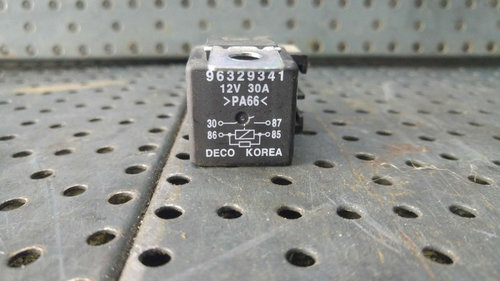 96329341
12V 30A
>PA66<
30 87
86 85
DECO KOREA